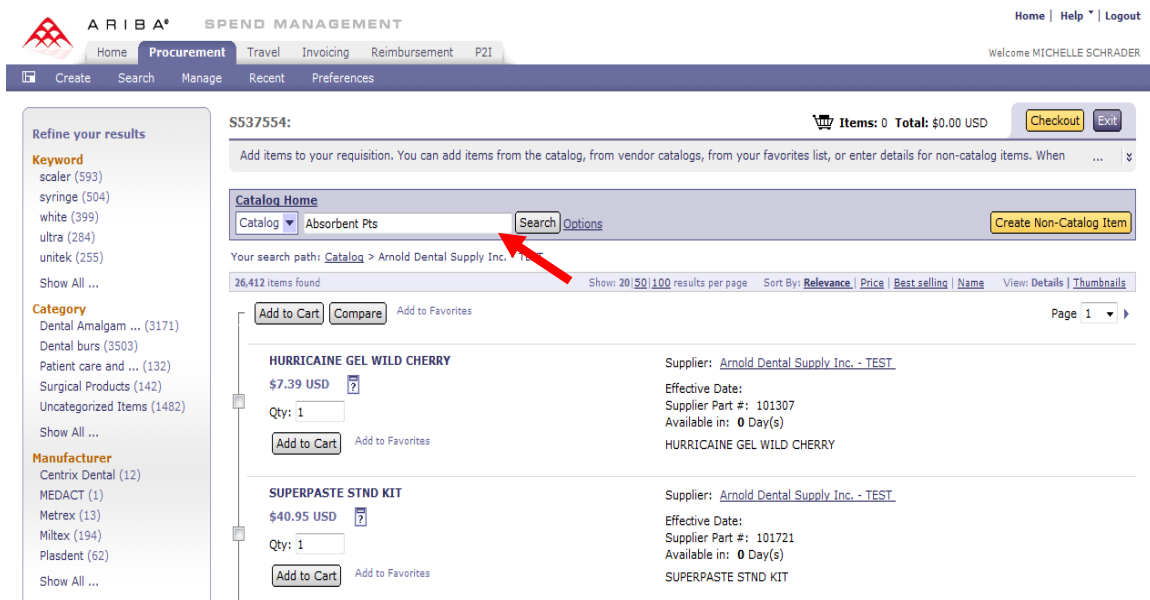 ARIBA® SPEND MANAGEMENT
Home | Help ˅ | Logout
Home Procurement Travel Invoicing Reimbursement P2I
Welcome MICHELLE SCHRADER
Create Search Manage Recent Preferences
Refine your results
Keyword
scaler (593)
syringe (504)
white (399)
ultra (284)
unitek (255)
Show All ...
Category
Dental Amalgam ... (3171)
Dental burs (3503)
Patient care and ... (132)
Surgical Products (142)
Uncategorized Items (1482)
Show All ...
Manufacturer
Centrix Dental (12)
MEDACT (1)
Metrex (13)
Miltex (194)
Plasdent (62)
Show All ...
S537554:
Items: 0 Total: $0.00 USD
Checkout Exit
Add items to your requisition. You can add items from the catalog, from vendor catalogs, from your favorites list, or enter details for non-catalog items. When ...
Catalog Home
Catalog Absorbent Pts Search Options
Create Non-Catalog Item
Your search path: Catalog > Arnold Dental Supply Inc. - TEST
26,412 items found
Show: 20|50|100 results per page Sort By: Relevance | Price | Best selling | Name View: Details | Thumbnails
Add to Cart Compare Add to Favorites
Page 1
HURRICAINE GEL WILD CHERRY
$7.39 USD ?
Qty: 1
Add to Cart Add to Favorites
Supplier: Arnold Dental Supply Inc. - TEST
Effective Date:
Supplier Part #: 101307
Available in: 0 Day(s)
HURRICAINE GEL WILD CHERRY
SUPERPASTE STND KIT
$40.95 USD ?
Qty: 1
Add to Cart Add to Favorites
Supplier: Arnold Dental Supply Inc. - TEST
Effective Date:
Supplier Part #: 101721
Available in: 0 Day(s)
SUPERPASTE STND KIT